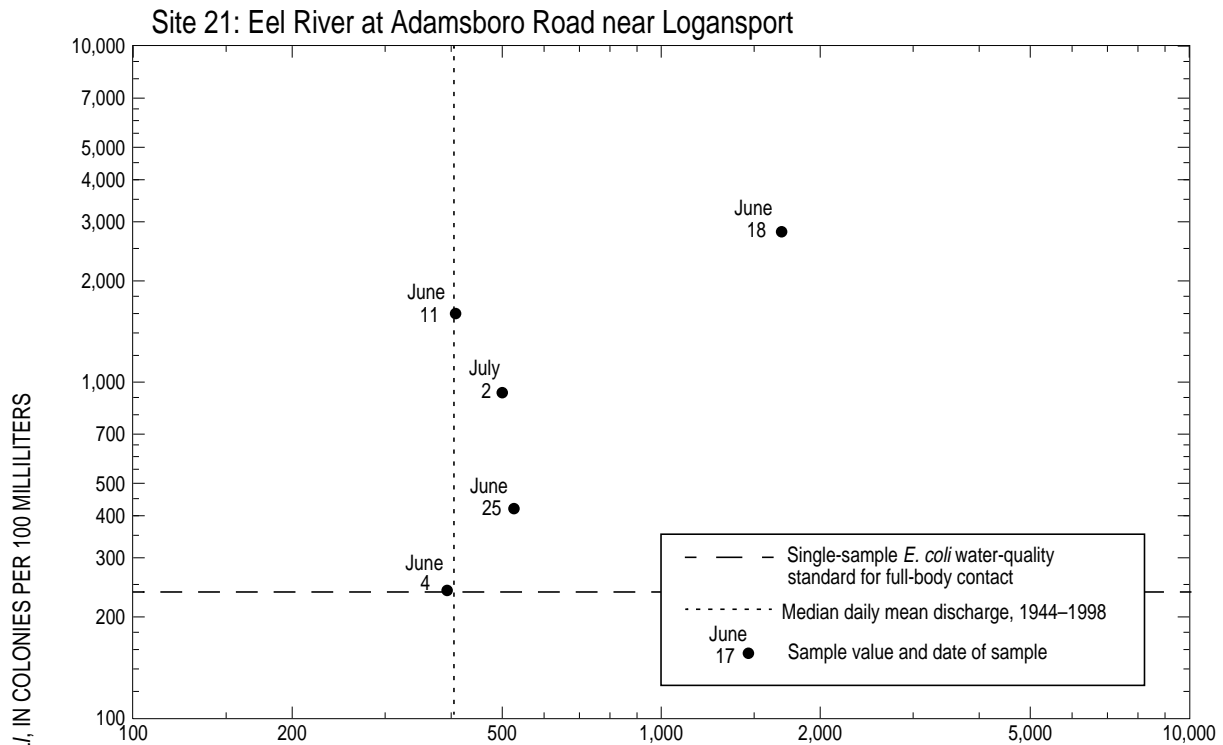 Site 21: Eel River at Adamsboro Road near Logansport
10,000
7,000
5,000
4,000
3,000
2,000
1,000
700
500
400
300
200
100
, IN COLONIES PER 100 MILLILITERS
June
18
June
11
July
2
June
25
June
4
Single-sample E. coli water-quality
standard for full-body contact
Median daily mean discharge, 1944–1998
June
17
Sample value and date of sample
100
200
500
1,000
2,000
5,000
10,000